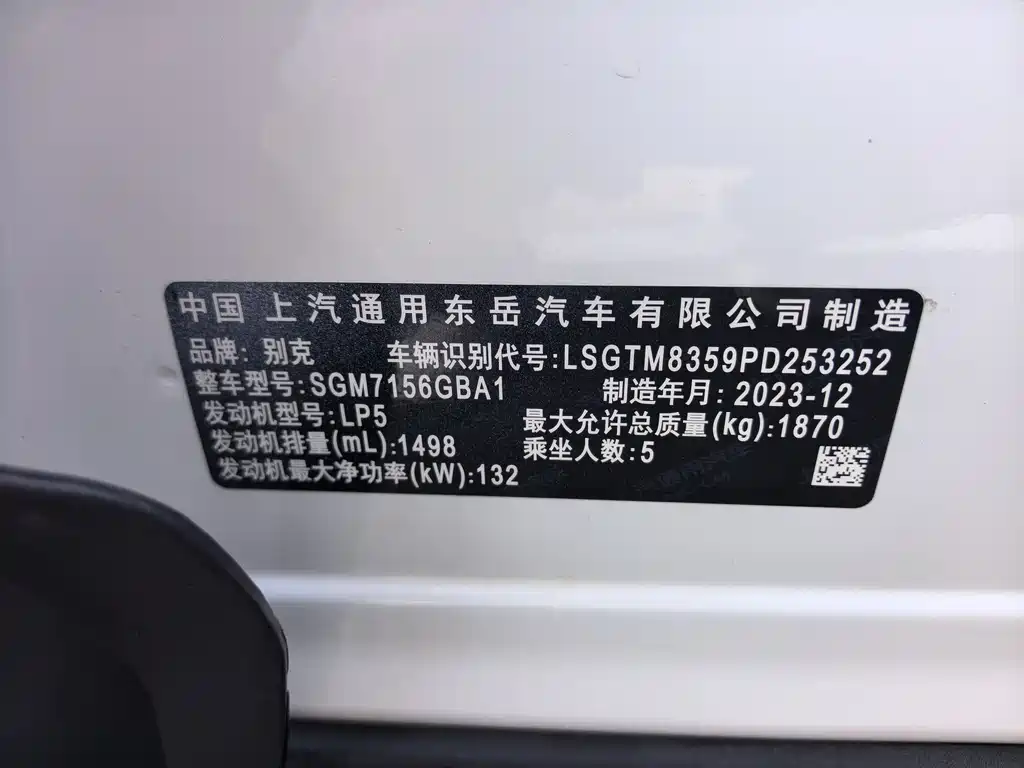 中国 上汽通用东岳汽车有限公司制造
品牌: 别克 车辆识别代号:LSGTM8359PD253252
整车型号:SGM7156GBA1 制造年月: 2023-12
发动机型号:LP5 最大允许总质量(kg):1870
发动机排量(mL):1498 乘坐人数:5
发动机最大净功率(kW):132